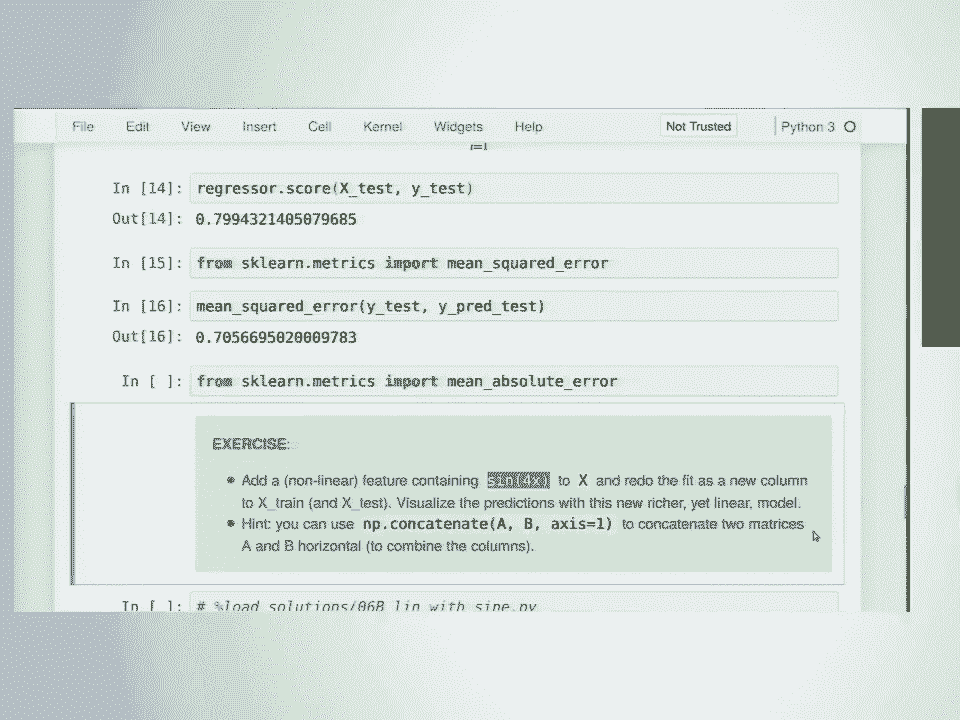 File Edit View Insert Cell Kernel Widgets Help Not Trusted Python 3
i=1
In [14]: regressor.score(X_test, y_test)
Out[14]: 0.7994321405079685
In [15]: from sklearn.metrics import mean_squared_error
In [16]: mean_squared_error(y_test, y_pred_test)
Out[16]: 0.7056695020009783
In [ ]: from sklearn.metrics import mean_absolute_error
EXERCISE:
• Add a (non-linear) feature containing sin(4x) to X and redo the fit as a new column
to X_train (and X_test). Visualize the predictions with this new richer, yet linear, model.
• Hint: you can use np.concatenate(A, B, axis=1) to concatenate two matrices
A and B horizontal (to combine the columns).
In [ ]: # %load solutions/06B_lin_with_sine.py